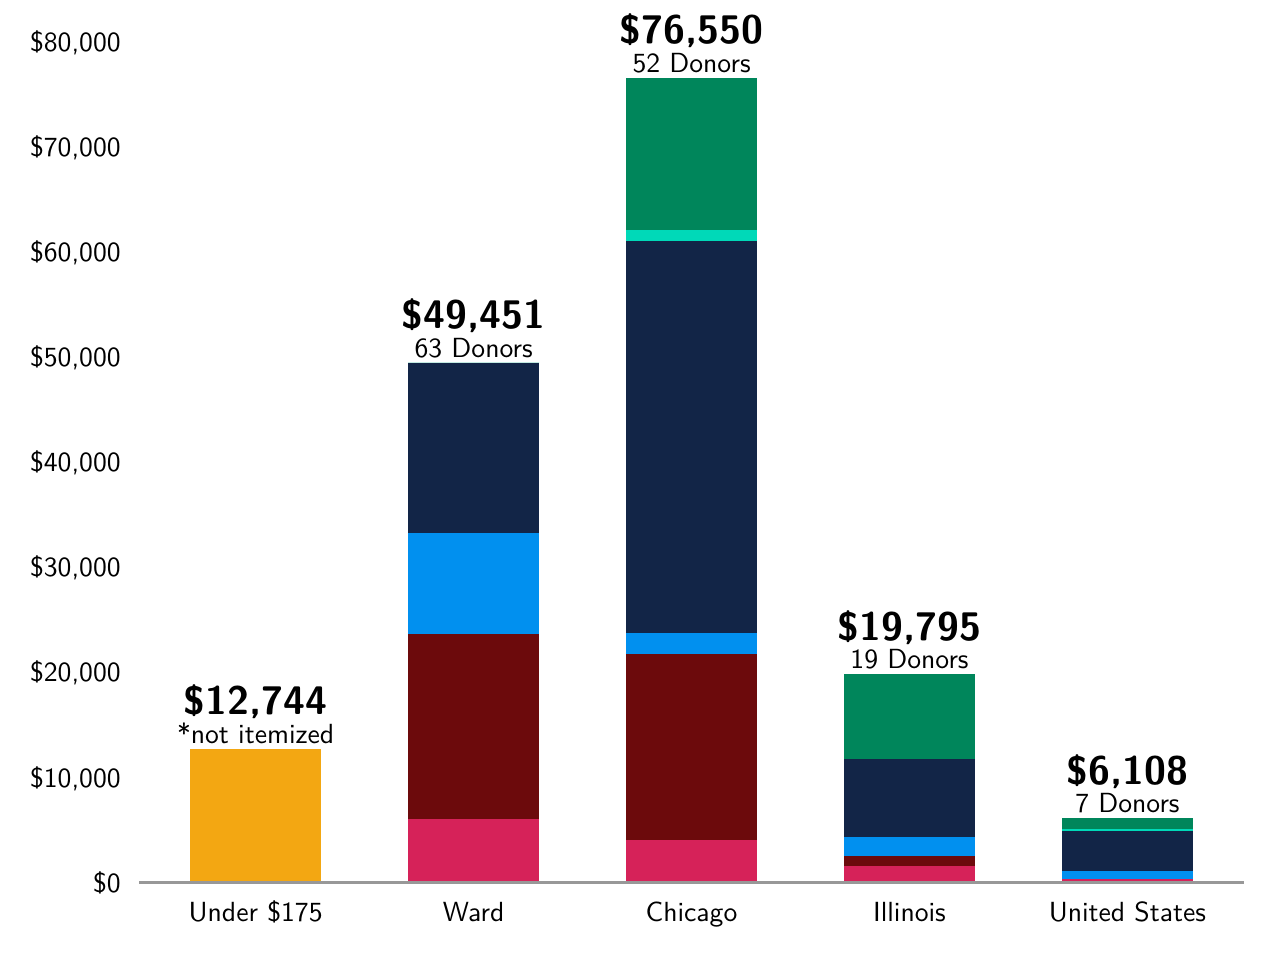 $80,000
$70,000
$60,000
$50,000
$40,000
$30,000
$20,000
$10,000
$0
$12,744
*not itemized
$49,451
63 Donors
$76,550
52 Donors
$19,795
19 Donors
$6,108
7 Donors
Under $175
Ward
Chicago
Illinois
United States